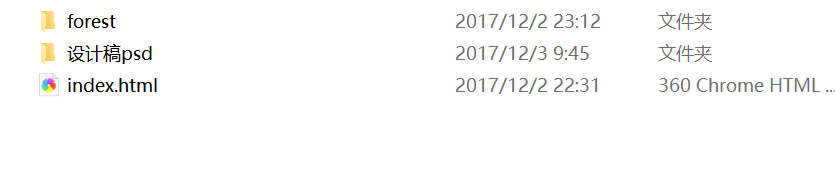 forest 2017/12/2 23:12 文件夹
设计稿psd 2017/12/3 9:45 文件夹
index.html 2017/12/2 22:31 360 Chrome HTML ...